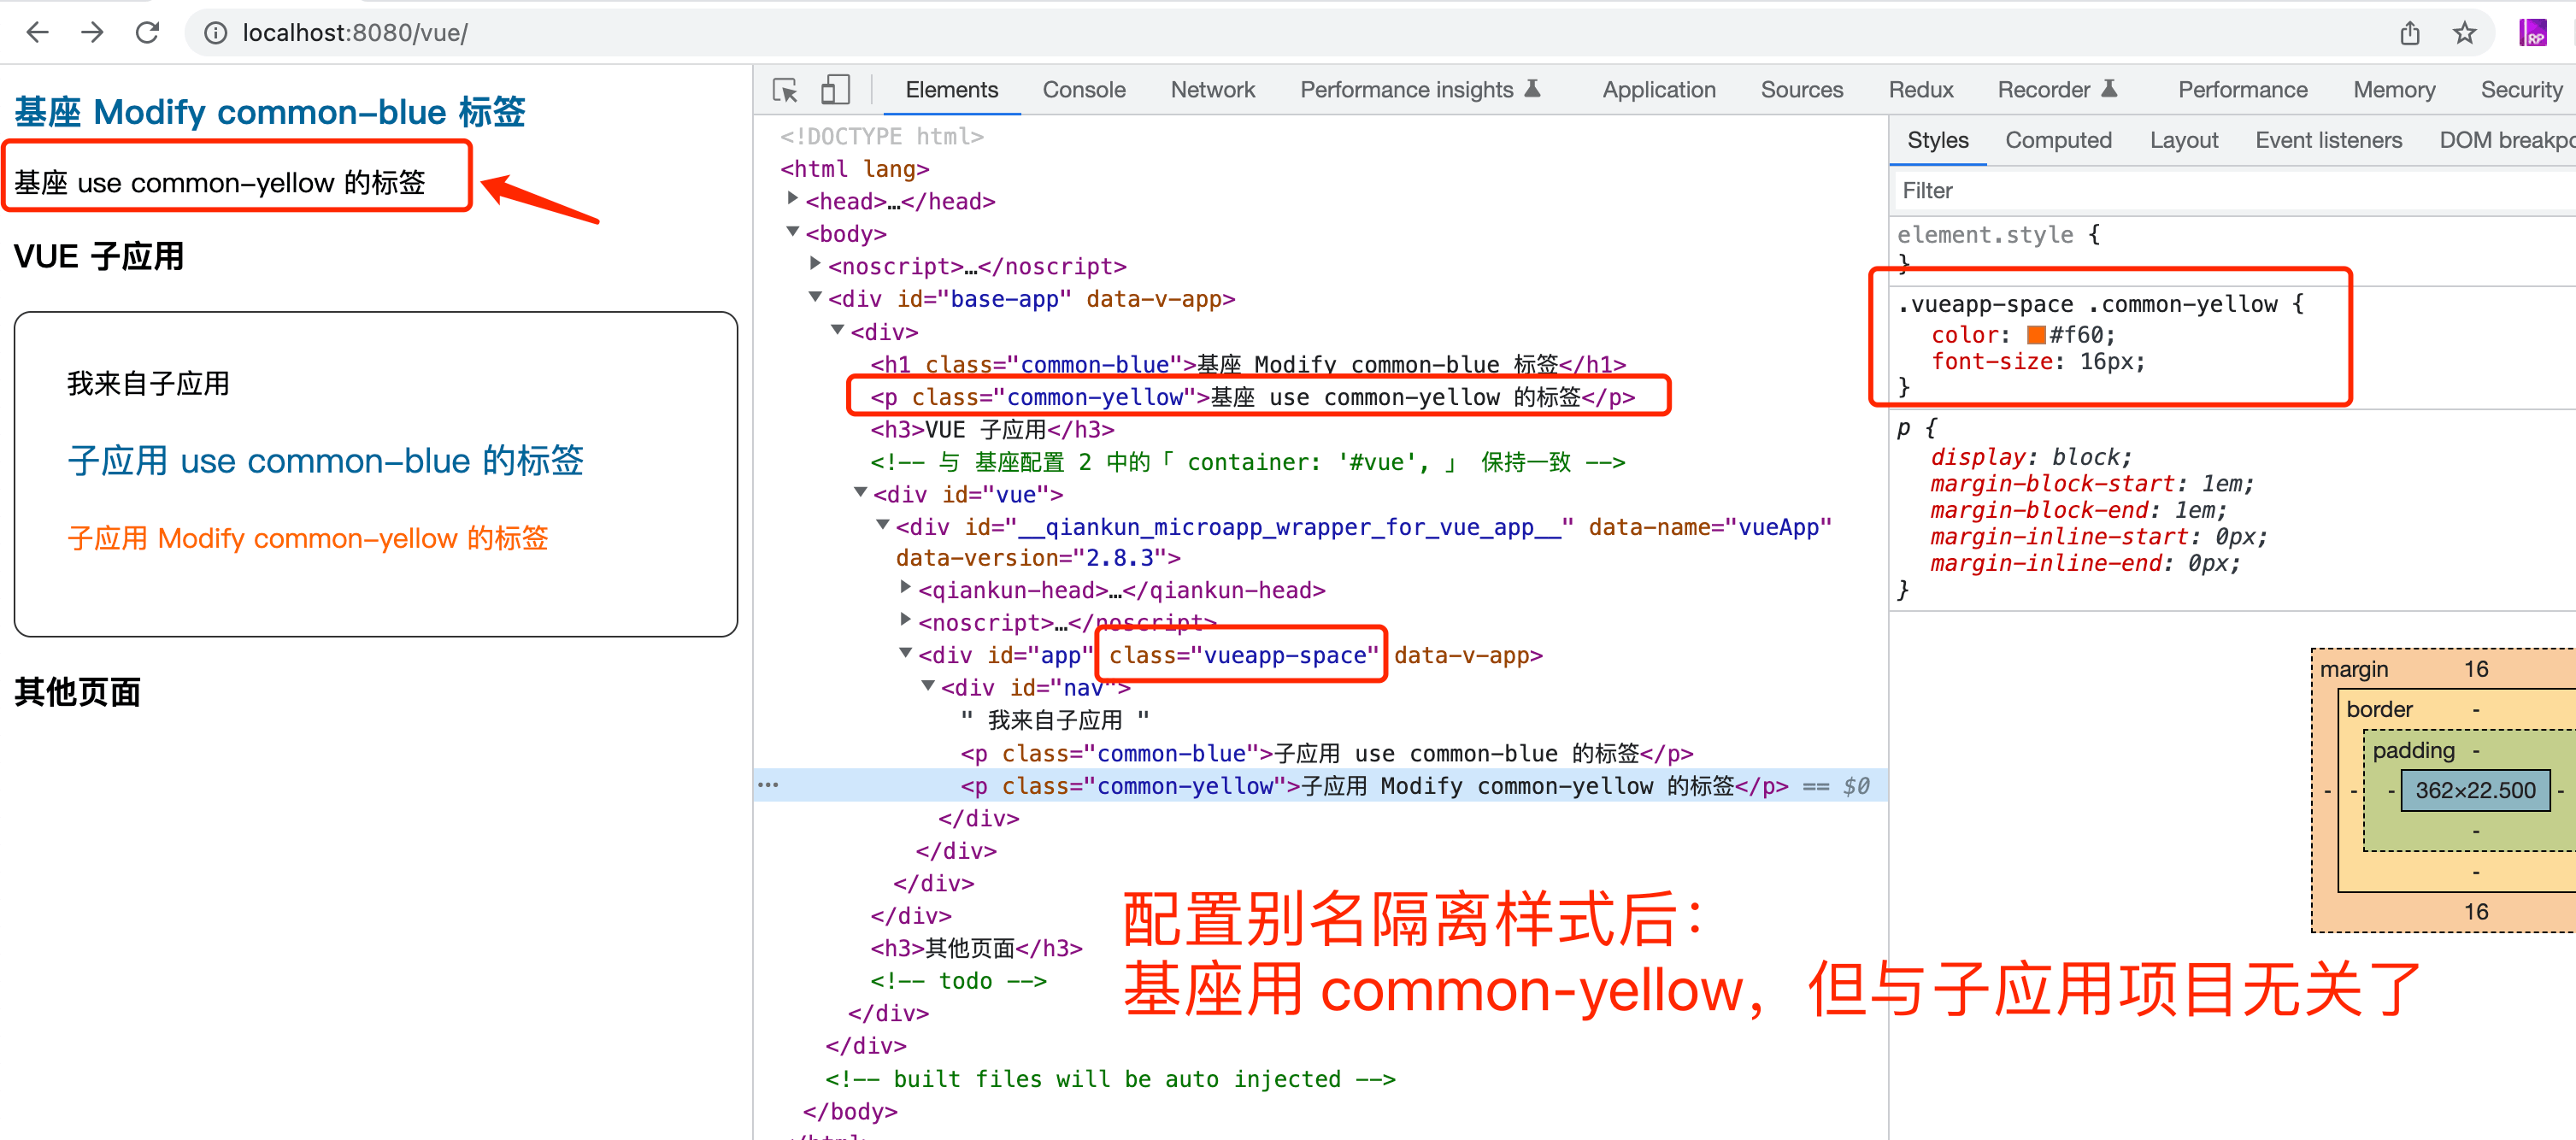 localhost:8080/vue/
RP
基座 Modify common-blue 标签
基座 use common-yellow 的标签
VUE 子应用
我来自子应用
子应用 use common-blue 的标签
子应用 Modify common-yellow 的标签
其他页面
Elements Console Network Performance insights Application Sources Redux Recorder Performance Memory Security
<!DOCTYPE html>
<html lang>
<head>…</head>
<body>
<noscript>…</noscript>
<div id="base-app" data-v-app>
<div>
<h1 class="common-blue">基座 Modify common-blue 标签</h1>
<p class="common-yellow">基座 use common-yellow 的标签</p>
<h3>VUE 子应用</h3>
<!-- 与 基座配置 2 中的「 container: '#vue', 」 保持一致 -->
<div id="vue">
<div id="__qiankun_microapp_wrapper_for_vue_app__" data-name="vueApp"
data-version="2.8.3">
<qiankun-head>…</qiankun-head>
<noscript>…</noscript>
<div id="app" class="vueapp-space" data-v-app>
<div id="nav">
" 我来自子应用 "
<p class="common-blue">子应用 use common-blue 的标签</p>
<p class="common-yellow">子应用 Modify common-yellow 的标签</p> == $0
</div>
</div>
</div>
</div>
<h3>其他页面</h3>
<!-- todo -->
</div>
</div>
<!-- built files will be auto injected -->
</body>
配置别名隔离样式后：
基座用 common-yellow，但与子应用项目无关了
Styles Computed Layout Event listeners DOM breakpo
Filter
element.style {
}
.vueapp-space .common-yellow {
color: #f60;
font-size: 16px;
}
p {
display: block;
margin-block-start: 1em;
margin-block-end: 1em;
margin-inline-start: 0px;
margin-inline-end: 0px;
}
margin 16
border -
padding -
- - - 362×22.500 -
-
-
16